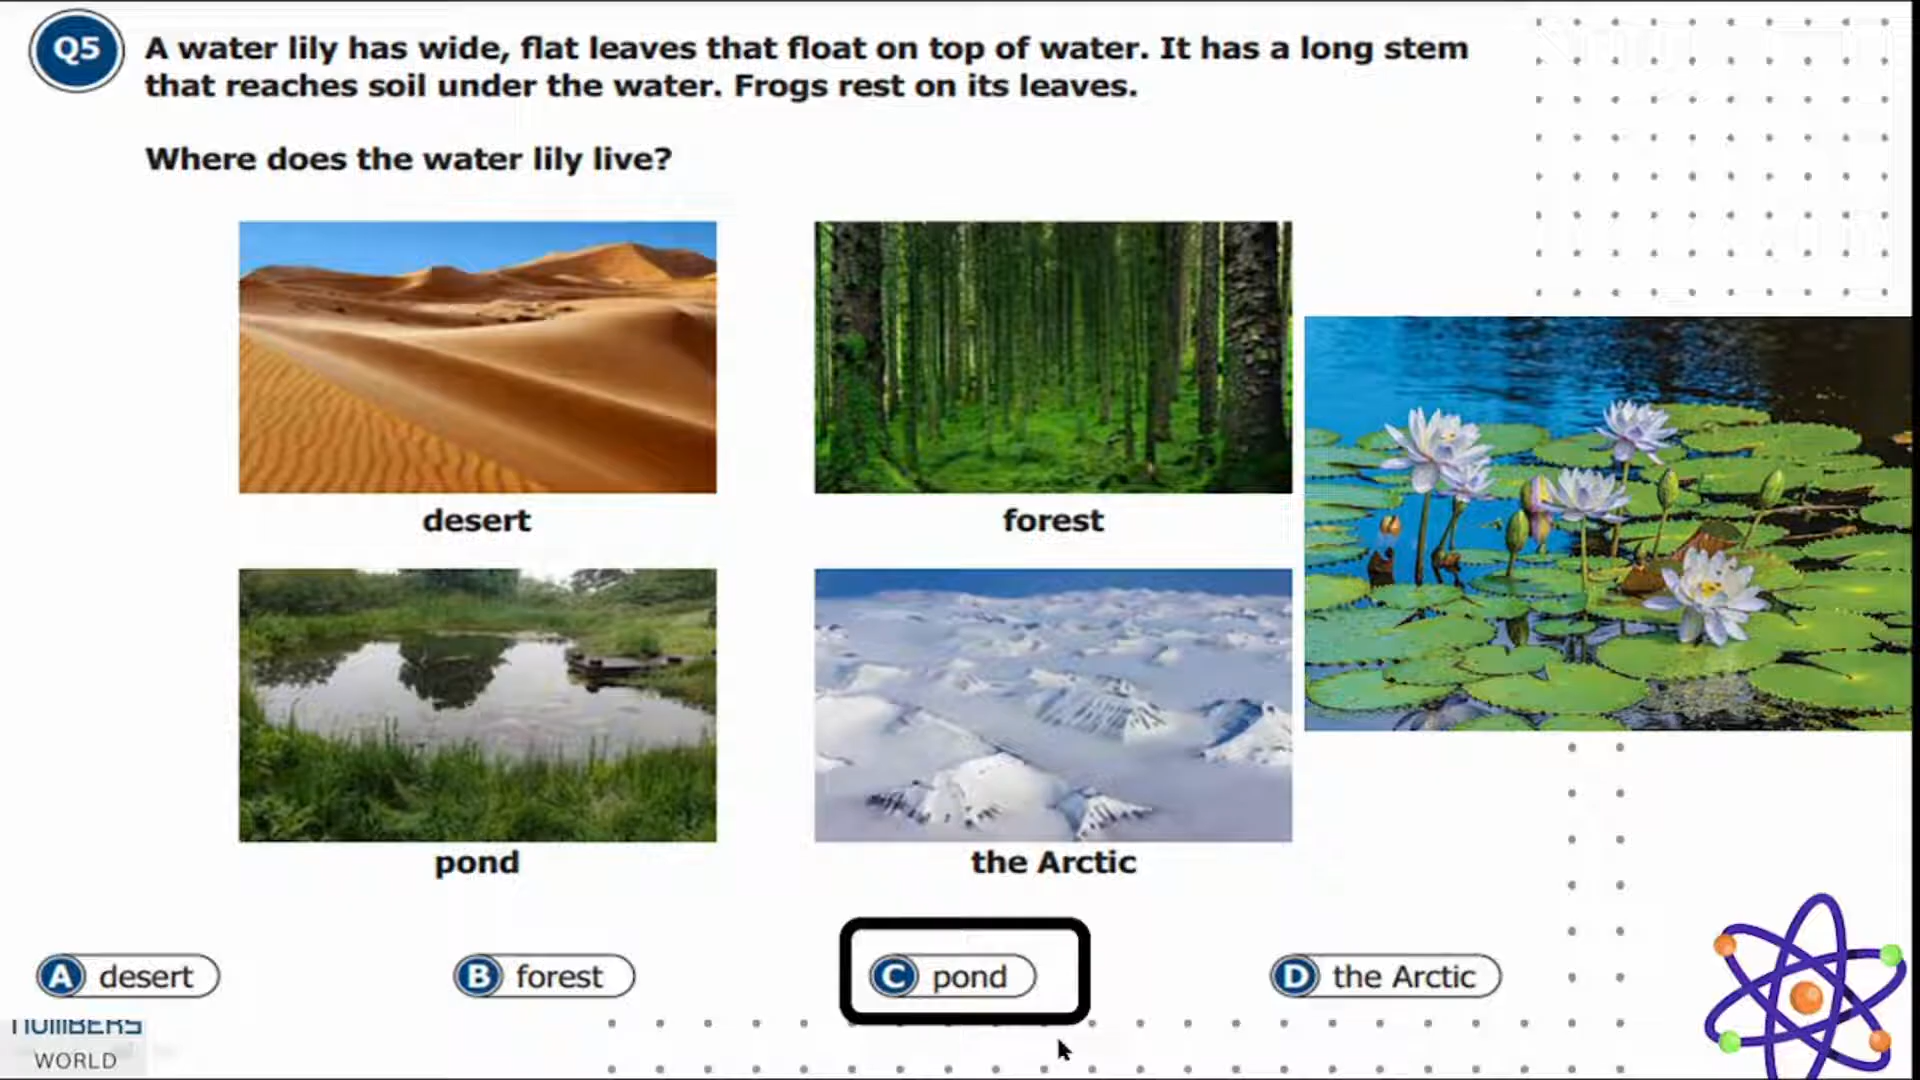 Q5
A water lily has wide, flat leaves that float on top of water. It has a long stem
that reaches soil under the water. Frogs rest on its leaves.
Where does the water lily live?
desert
forest
pond
the Arctic
A desert
B forest
C pond
D the Arctic
NUMBERS
WORLD